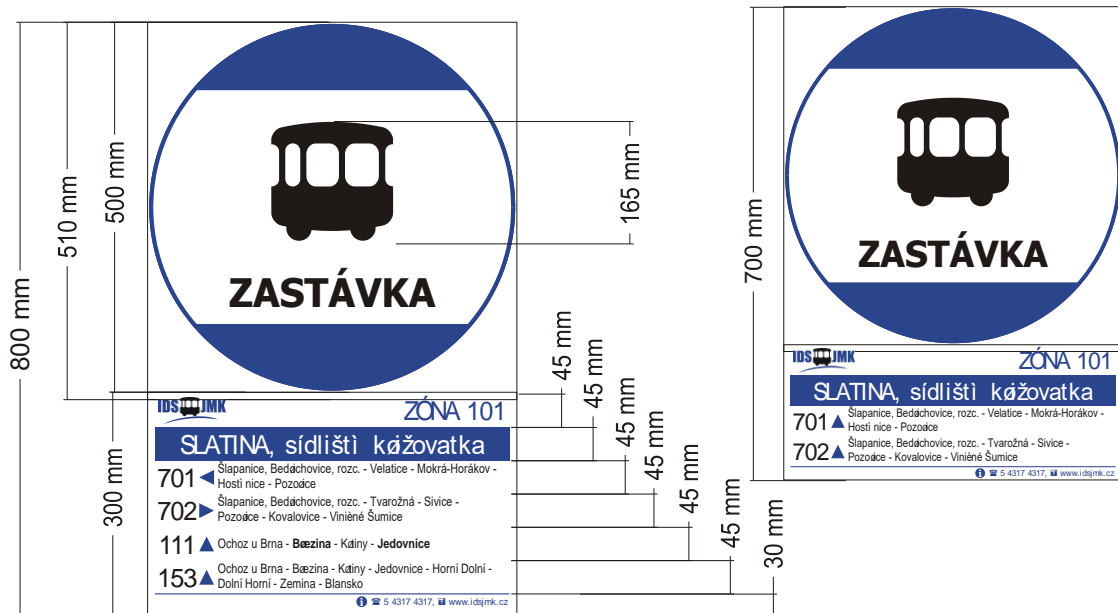 800 mm
510 mm
500 mm
300 mm
ZASTÁVKA
165 mm
45 mm
45 mm
45 mm
45 mm
45 mm
45 mm
30 mm
IDS JMK
ZÓNA 101
SLATINA, sídlištì køžovatka
701 Šlapanice, Bedøichovice, rozc. - Velatice - Mokrá-Horákov -
Hostì nice - Pozoøice
702 Šlapanice, Bedøichovice, rozc. - Tvarožná - Sivice -
Pozoøice - Kovalovice - Vinièné Šumice
111 Ochoz u Brna - Bøezina - Køtiny - Jedovnice
153 Ochoz u Brna - Bøezina - Køtiny - Jedovnice - Horní Dolní -
Dolní Horní - Zemina - Blansko
5 4317 4317, www.idsjmk.cz
700 mm
ZASTÁVKA
IDS JMK
ZÓNA 101
SLATINA, sídlištì køžovatka
701 Šlapanice, Bedøichovice, rozc. - Velatice - Mokrá-Horákov -
Hostì nice - Pozoøice
702 Šlapanice, Bedøichovice, rozc. - Tvarožná - Sivice -
Pozoøice - Kovalovice - Vinièné Šumice
5 4317 4317, www.idsjmk.cz